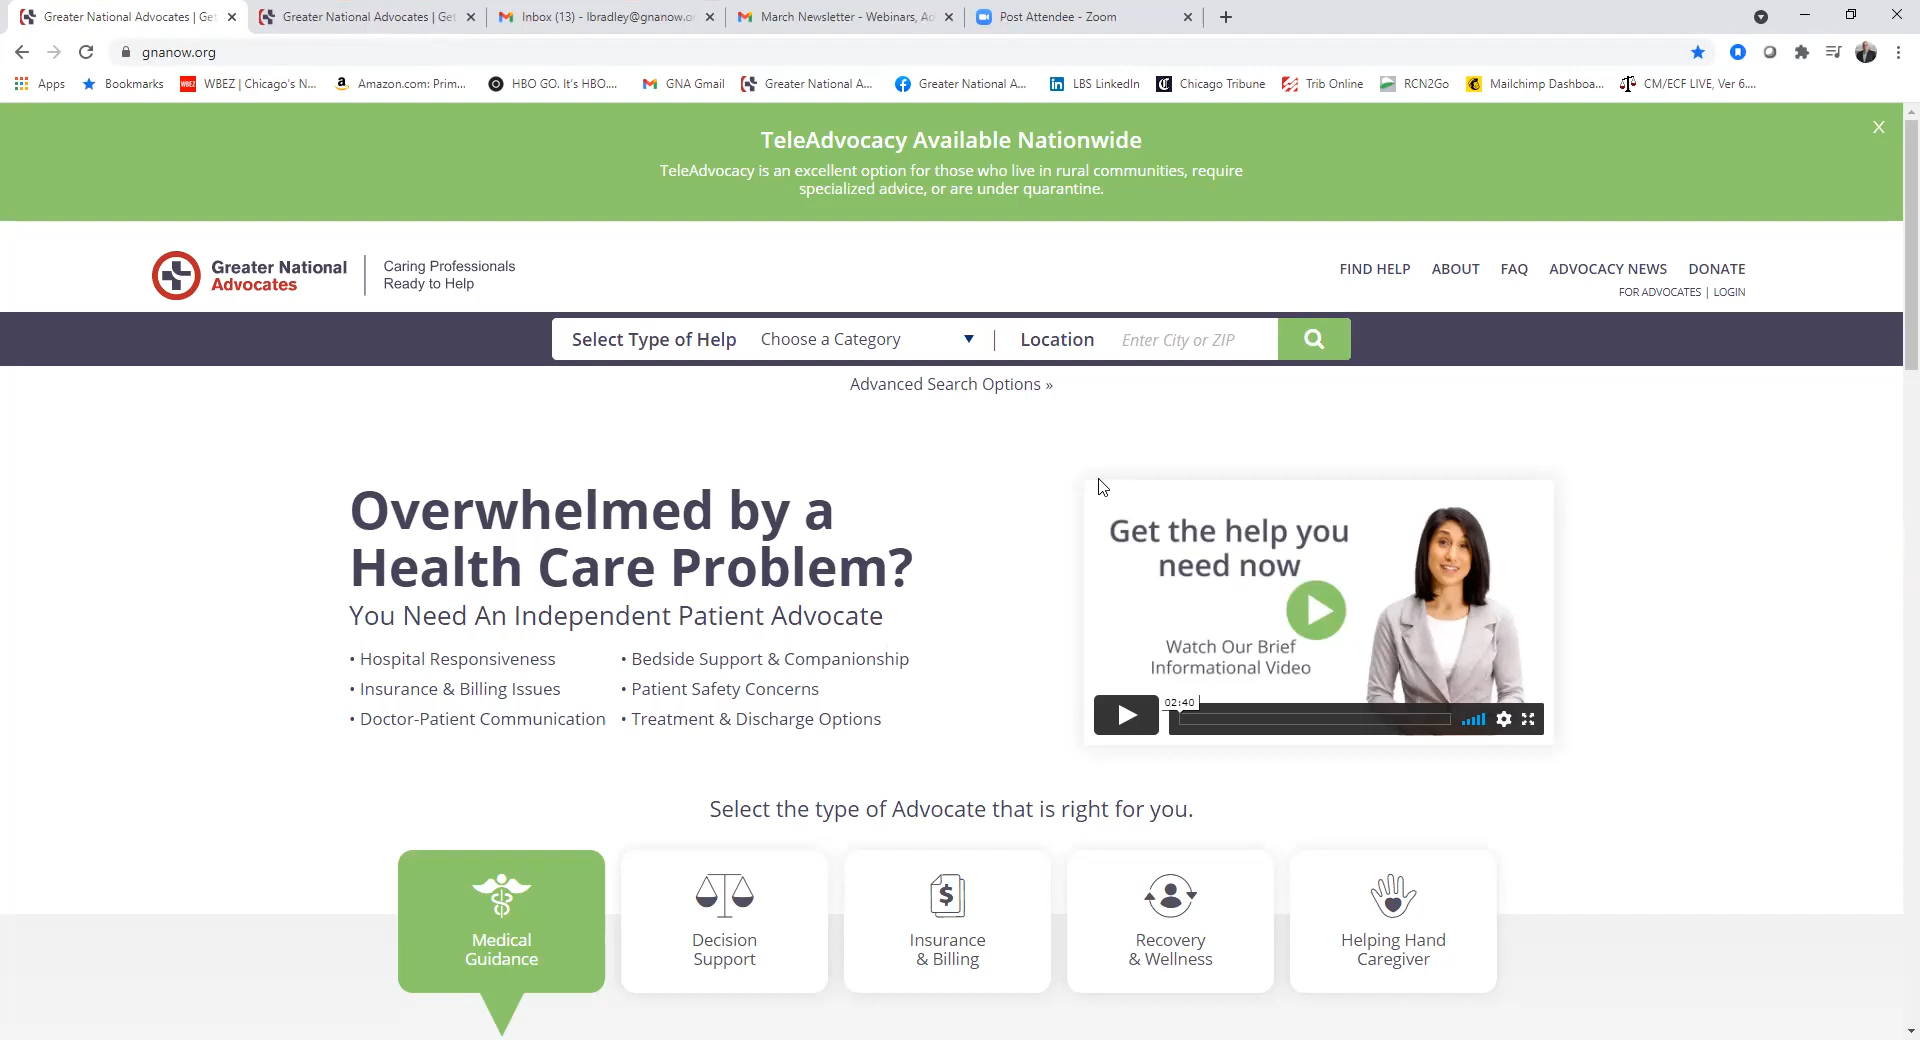 Greater National Advocates | Get
Greater National Advocates | Get
Inbox (13) - lbradley@gnanow.o
March Newsletter - Webinars, Ad
Post Attendee - Zoom
gnanow.org
Apps
Bookmarks
WBEZ | Chicago's N...
Amazon.com: Prim...
HBO GO. It's HBO....
GNA Gmail
Greater National A...
Greater National A...
LBS LinkedIn
Chicago Tribune
Trib Online
RCN2Go
Mailchimp Dashboa...
CM/ECF LIVE, Ver 6....
TeleAdvocacy Available Nationwide
X
TeleAdvocacy is an excellent option for those who live in rural communities, require
specialized advice, or are under quarantine.
Greater National
Advocates
Caring Professionals
Ready to Help
FIND HELP ABOUT FAQ ADVOCACY NEWS DONATE
FOR ADVOCATES | LOGIN
Select Type of Help Choose a Category Location Enter City or ZIP
Advanced Search Options »
Overwhelmed by a
Health Care Problem?
You Need An Independent Patient Advocate
• Hospital Responsiveness
• Insurance & Billing Issues
• Doctor-Patient Communication
• Bedside Support & Companionship
• Patient Safety Concerns
• Treatment & Discharge Options
Get the help you
need now
Watch Our Brief
Informational Video
02:40
Select the type of Advocate that is right for you.
Medical
Guidance
Decision
Support
Insurance
& Billing
Recovery
& Wellness
Helping Hand
Caregiver